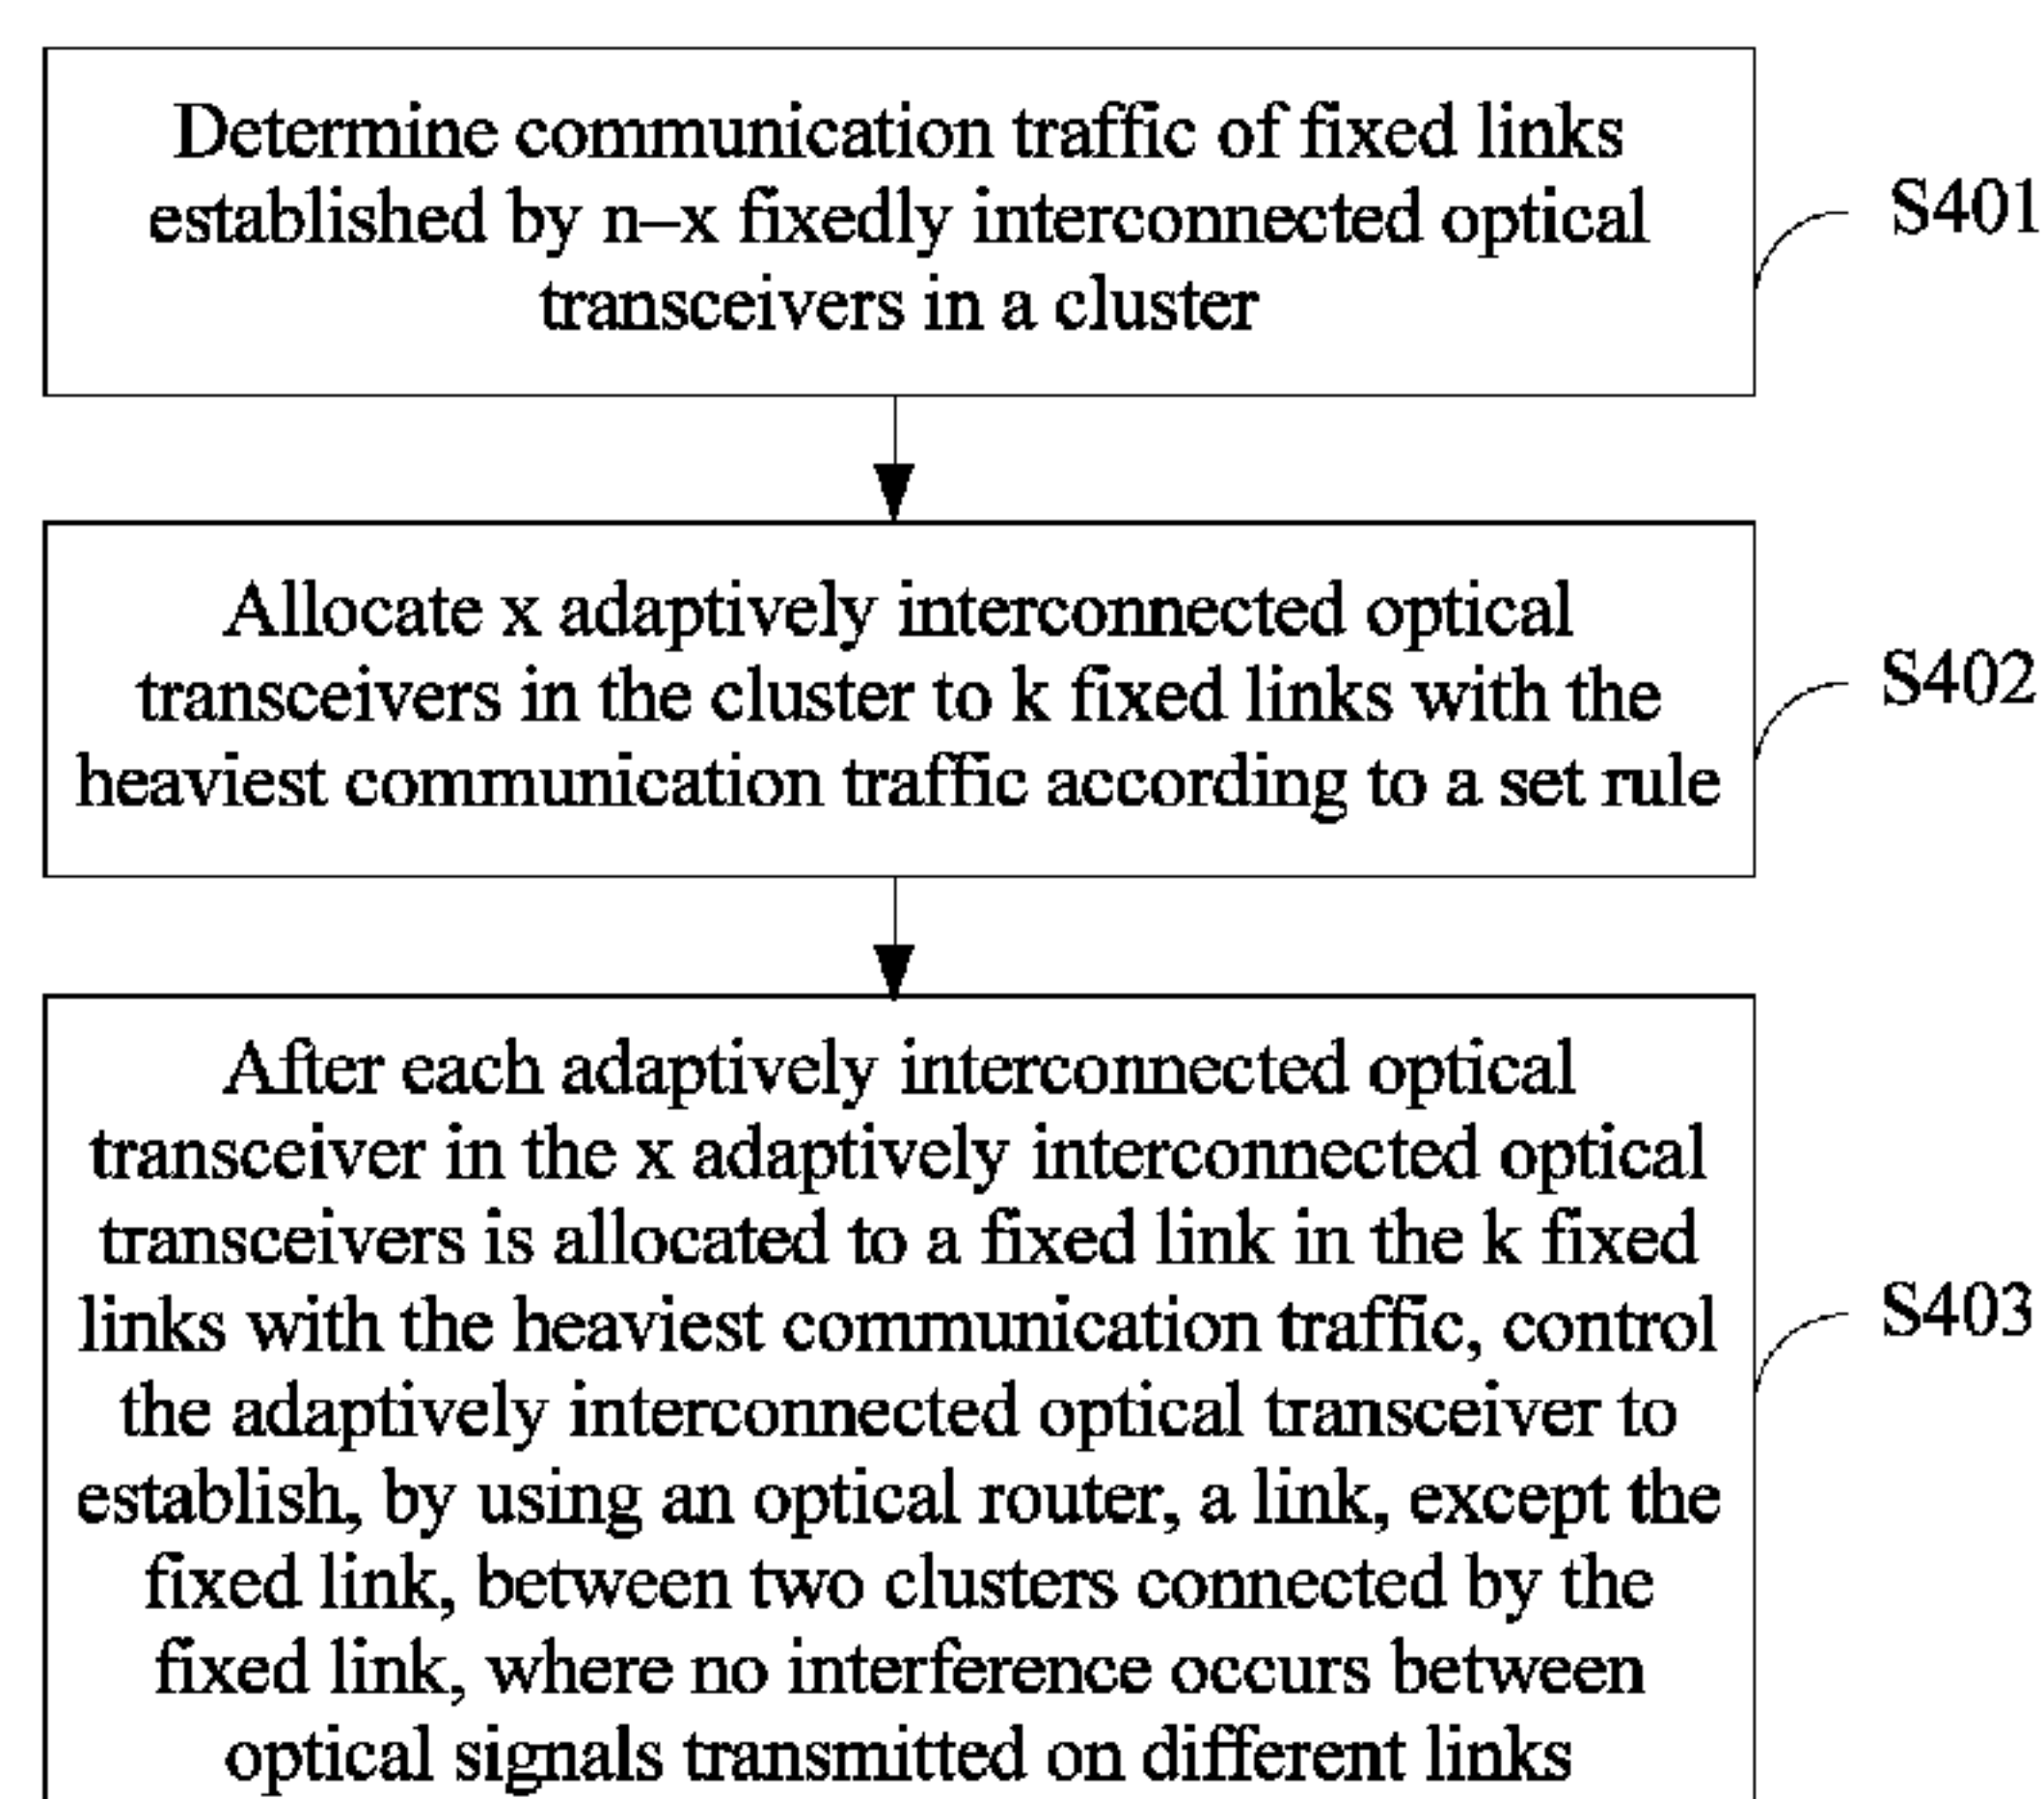 Determine communication traffic of fixed links
established by n–x fixedly interconnected optical
transceivers in a cluster
S401
Allocate x adaptively interconnected optical
transceivers in the cluster to k fixed links with the
heaviest communication traffic according to a set rule
S402
After each adaptively interconnected optical
transceiver in the x adaptively interconnected optical
transceivers is allocated to a fixed link in the k fixed
links with the heaviest communication traffic, control
the adaptively interconnected optical transceiver to
establish, by using an optical router, a link, except the
fixed link, between two clusters connected by the
fixed link, where no interference occurs between
optical signals transmitted on different links
S403